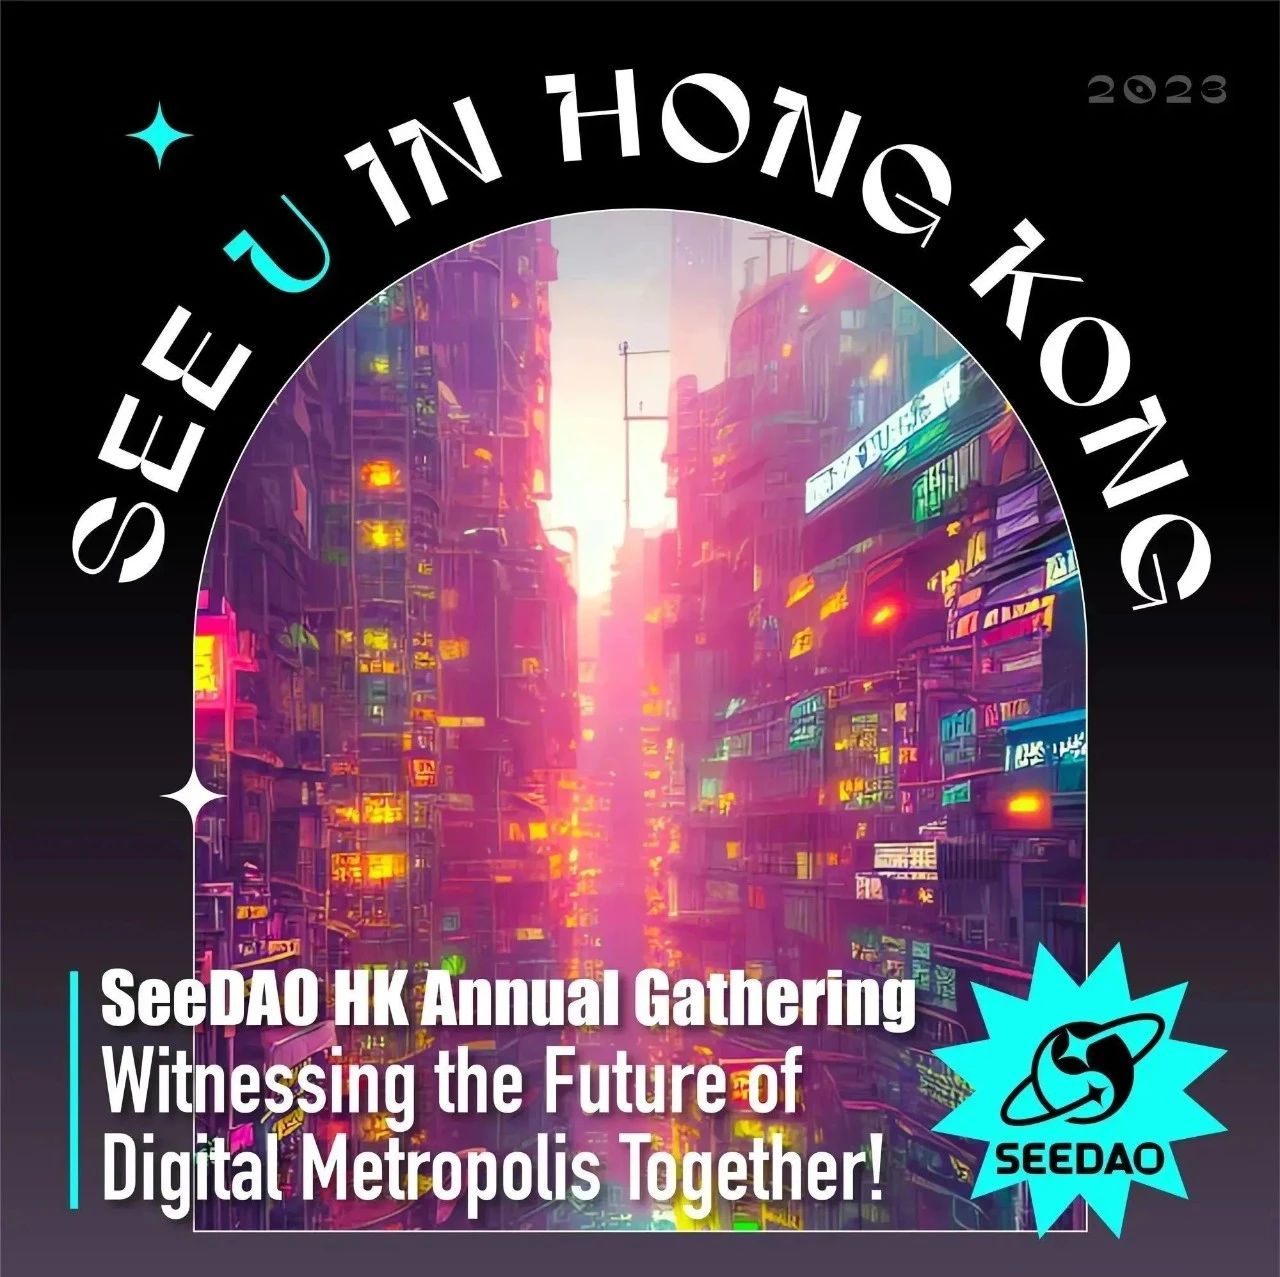 2023
SEE U IN HONG KONG
SeeDAO HK Annual Gathering
Witnessing the Future of
Digital Metropolis Together!
SEEDAO